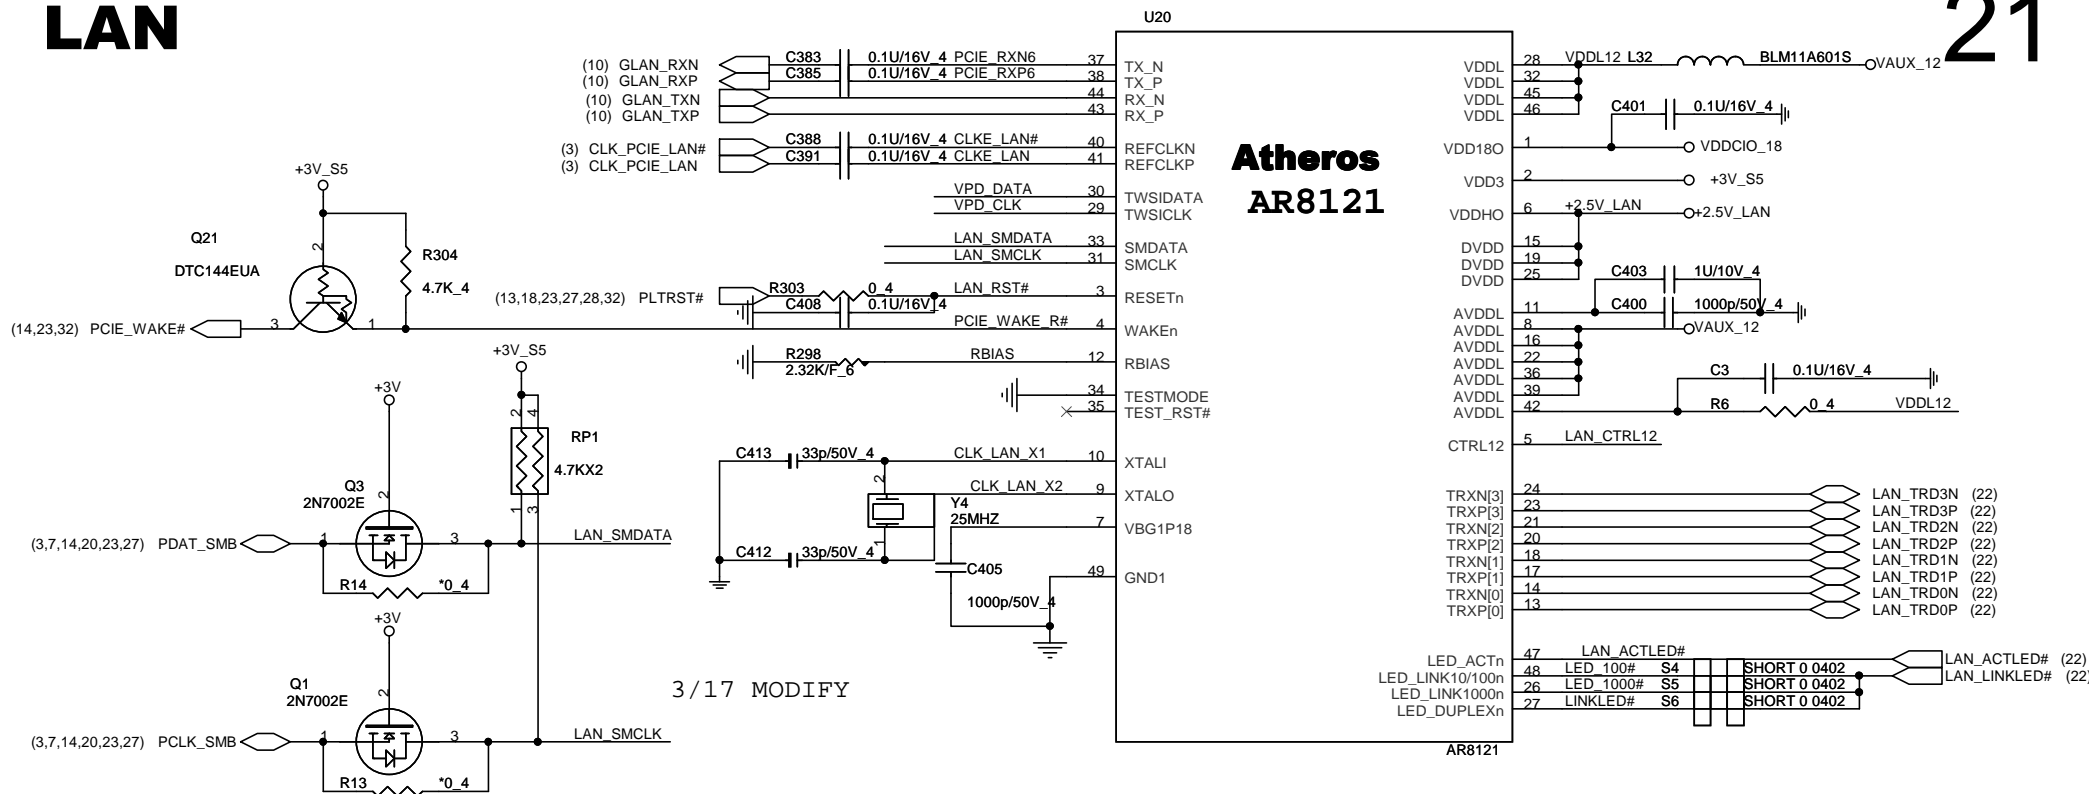 LAN
21
U20
(10) GLAN_RXN C383 0.1U/16V_4 PCIE_RXN6 37 TX_N
(10) GLAN_RXP C385 0.1U/16V_4 PCIE_RXP6 38 TX_P
(10) GLAN_TXN 44 RX_N
(10) GLAN_TXP 43 RX_P
(3) CLK_PCIE_LAN# C388 0.1U/16V_4 CLKE_LAN# 40 REFCLKN
(3) CLK_PCIE_LAN C391 0.1U/16V_4 CLKE_LAN 41 REFCLKP
VPD_DATA 30 TWSIDATA
VPD_CLK 29 TWSICLK
LAN_SMDATA 33 SMDATA
LAN_SMCLK 31 SMCLK
(13,18,23,27,28,32) PLTRST# R303 0_4 LAN_RST# 3 RESETn
C408 0.1U/16V_4
PCIE_WAKE_R# 4 WAKEn
R298 RBIAS 12 RBIAS
2.32K/F_6
34 TESTMODE
35 TEST_RST#
C413 33p/50V_4 CLK_LAN_X1 10 XTALI
2
CLK_LAN_X2 9 XTALO
Y4
25MHZ
7 VBG1P18
1
C412 33p/50V_4
C405
1000p/50V_4
49 GND1
Atheros
AR8121
VDDL 28 VDDL12 L32 BLM11A601S VAUX_12
VDDL 32
VDDL 45
VDDL 46
C401 0.1U/16V_4
VDD18O 1 VDDCIO_18
VDD3 2 +3V_S5
VDDHO 6 +2.5V_LAN +2.5V_LAN
DVDD 15
DVDD 19
DVDD 25
C403 1U/10V_4
AVDDL 11 C400 1000p/50V_4
AVDDL 8 VAUX_12
AVDDL 16
AVDDL 22
AVDDL 36
AVDDL 39
C3 0.1U/16V_4
AVDDL 42 R6 0_4 VDDL12
CTRL12 5 LAN_CTRL12
TRXN[3] 24 LAN_TRD3N (22)
TRXP[3] 23 LAN_TRD3P (22)
TRXN[2] 21 LAN_TRD2N (22)
TRXP[2] 20 LAN_TRD2P (22)
TRXN[1] 18 LAN_TRD1N (22)
TRXP[1] 17 LAN_TRD1P (22)
TRXN[0] 14 LAN_TRD0N (22)
TRXP[0] 13 LAN_TRD0P (22)
LED_ACTn 47 LAN_ACTLED# LAN_ACTLED# (22)
LED_LINK10/100n 48 LED_100# S4 SHORT 0 0402 LAN_LINKLED# (22)
LED_LINK1000n 26 LED_1000# S5 SHORT 0 0402
LED_DUPLEXn 27 LINKLED# S6 SHORT 0 0402
AR8121
+3V_S5
Q21
DTC144EUA
2
R304
4.7K_4
(14,23,32) PCIE_WAKE# 3 1
+3V_S5
2 4
RP1
4.7KX2
1 3
+3V
Q3
2N7002E
2
(3,7,14,20,23,27) PDAT_SMB 1 3 LAN_SMDATA
R14 *0_4
+3V
Q1
2N7002E
2
(3,7,14,20,23,27) PCLK_SMB 1 3 LAN_SMCLK
R13 *0_4
3/17 MODIFY